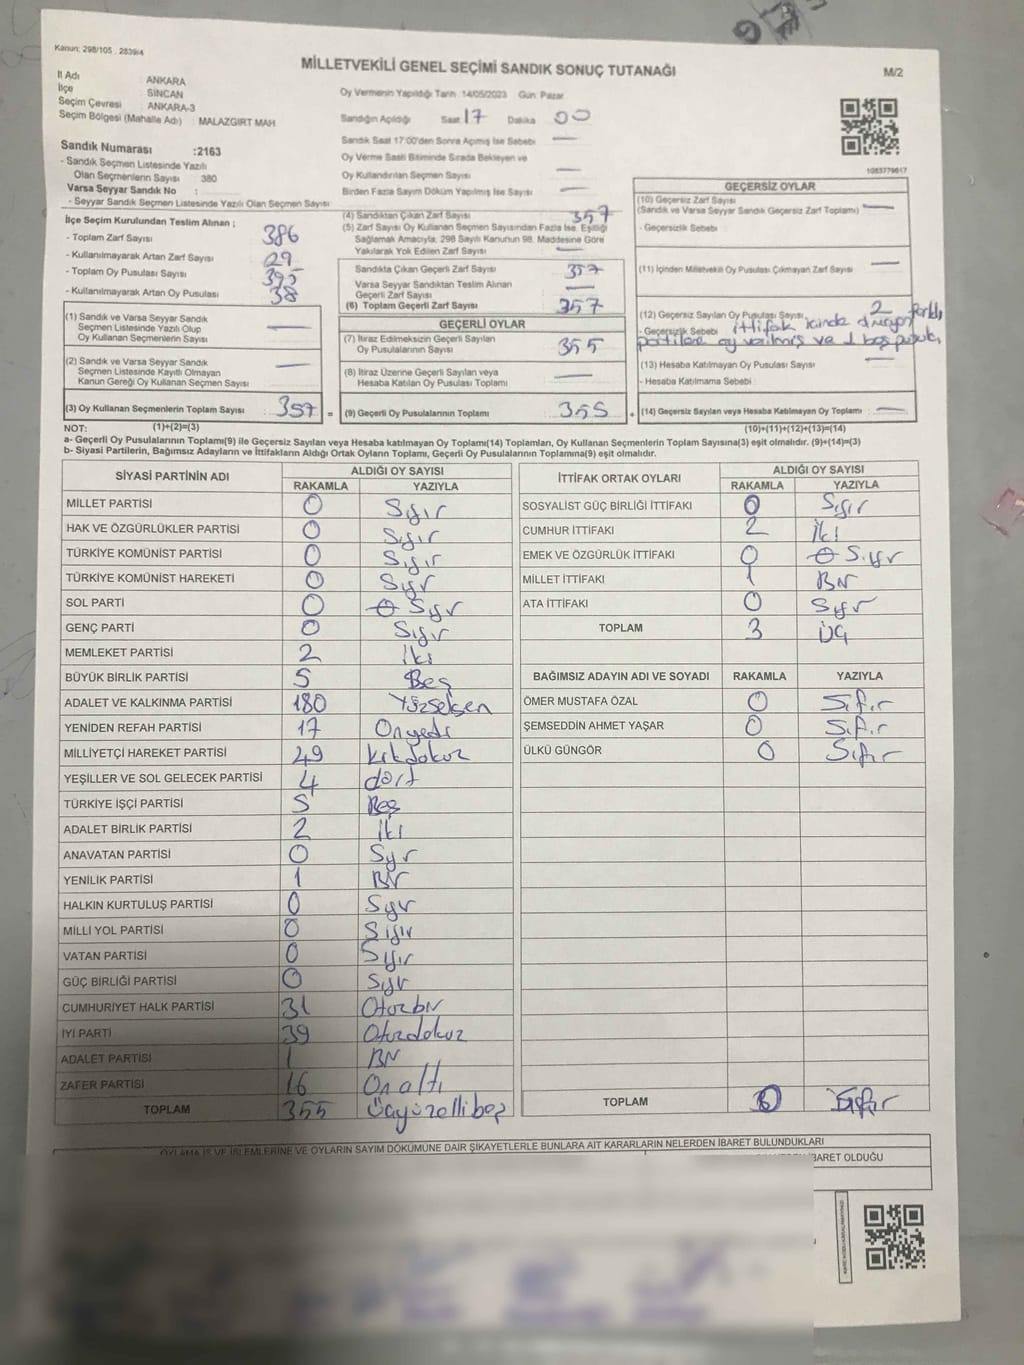 Kanun: 298/105 , 2839/4
MİLLETVEKİLİ GENEL SEÇİMİ SANDIK SONUÇ TUTANAĞI
M/2
İl Adı : ANKARA
İlçe : SİNCAN
Seçim Çevresi : ANKARA-3
Seçim Bölgesi (Mahalle Adı) : MALAZGİRT MAH.
Oy Vermenin Yapıldığı Tarih :14/05/2023 Gün: Pazar
Sandığın Açıldığı Saat 17 Dakika 00
Sandık Saat 17:00'den Sonra Açılmış İse Sebebi —
Oy Verme Saati Bitiminde Sırada Bekleyen ve
Oy Kullandırılan Seçmen Sayısı —
Birden Fazla Sayım Döküm Yapılmış İse Sayısı —
1083779817
Sandık Numarası :2163
- Sandık Seçmen Listesinde Yazılı
Olan Seçmenlerin Sayısı : 380
Varsa Seyyar Sandık No :
- Seyyar Sandık Seçmen Listesinde Yazılı Olan Seçmen Sayısı :
İlçe Seçim Kurulundan Teslim Alınan ;
- Toplam Zarf Sayısı 386
- Kullanılmayarak Artan Zarf Sayısı 29
- Toplam Oy Pusulası Sayısı 395
- Kullanılmayarak Artan Oy Pusulası 38
(1) Sandık ve Varsa Seyyar Sandık
Seçmen Listesinde Yazılı Olup
Oy Kullanan Seçmenlerin Sayısı —
(2) Sandık ve Varsa Seyyar Sandık
Seçmen Listesinde Kayıtlı Olmayan
Kanun Gereği Oy Kullanan Seçmen Sayısı —
(3) Oy Kullanan Seçmenlerin Toplam Sayısı 357 =
(4) Sandıktan Çıkan Zarf Sayısı 357
(5) Zarf Sayısı Oy Kullanan Seçmen Sayısından Fazla İse, Eşitliği
Sağlamak Amacıyla, 298 Sayılı Kanunun 98. Maddesine Göre
Yakılarak Yok Edilen Zarf Sayısı —
Sandıkta Çıkan Geçerli Zarf Sayısı 357
Varsa Seyyar Sandıktan Teslim Alınan
Geçerli Zarf Sayısı —
(6) Toplam Geçerli Zarf Sayısı 357
GEÇERLİ OYLAR
(7) İtiraz Edilmeksizin Geçerli Sayılan
Oy Pusulalarının Sayısı 355
(8) İtiraz Üzerine Geçerli Sayılan veya
Hesaba Katılan Oy Pusulası Toplamı —
(9) Geçerli Oy Pusulalarının Toplamı 355 +
GEÇERSİZ OYLAR
(10) Geçersiz Zarf Sayısı
(Sandık ve Varsa Seyyar Sandık Geçersiz Zarf Toplamı) —
- Geçersizlik Sebebi
(11) İçinden Milletvekili Oy Pusulası Çıkmayan Zarf Sayısı —
(12) Geçersiz Sayılan Oy Pusulası Sayısı 2 farklı
- Geçersizlik Sebebi ittifak içinde
partilere oy verilmiş ve 1 boş
(13) Hesaba Katılmayan Oy Pusulası Sayısı —
- Hesaba Katılmama Sebebi
(14) Geçersiz Sayılan veya Hesaba Katılmayan Oy Toplamı —
NOT: (1)+(2)=(3)
(10)+(11)+(12)+(13)=(14)
a- Geçerli Oy Pusulalarının Toplamı(9) ile Geçersiz Sayılan veya Hesaba katılmayan Oy Toplamı(14) Toplamları, Oy Kullanan Seçmenlerin Toplam Sayısına(3) eşit olmalıdır. (9)+(14)=(3)
b- Siyasi Partilerin, Bağımsız Adayların ve İttifakların Aldığı Ortak Oyların Toplamı, Geçerli Oy Pusulalarının Toplamına(9) eşit olmalıdır.
SİYASİ PARTİNİN ADI ALDIĞI OY SAYISI
RAKAMLA YAZIYLA
MİLLET PARTİSİ 0 Sıfır
HAK VE ÖZGÜRLÜKLER PARTİSİ 0 Sıfır
TÜRKİYE KOMÜNİST PARTİSİ 0 Sıfır
TÜRKİYE KOMÜNİST HAREKETİ 0 Sıfır
SOL PARTİ 0 Sıfır
GENÇ PARTİ 0 Sıfır
MEMLEKET PARTİSİ 2 İki
BÜYÜK BİRLİK PARTİSİ 5 Beş
ADALET VE KALKINMA PARTİSİ 180 Yüzseksen
YENİDEN REFAH PARTİSİ 17 Onyedi
MİLLİYETÇİ HAREKET PARTİSİ 49 kırkdokuz
YEŞİLLER VE SOL GELECEK PARTİSİ 4 dört
TÜRKİYE İŞÇİ PARTİSİ 5 Beş
ADALET BİRLİK PARTİSİ 2 İki
ANAVATAN PARTİSİ 0 Sıfır
YENİLİK PARTİSİ 1 Bir
HALKIN KURTULUŞ PARTİSİ 0 Sıfır
MİLLİ YOL PARTİSİ 0 Sıfır
VATAN PARTİSİ 0 Sıfır
GÜÇ BİRLİĞİ PARTİSİ 0 Sıfır
CUMHURİYET HALK PARTİSİ 31 Otuzbir
İYİ PARTİ 39 Otuzdokuz
ADALET PARTİSİ 1 Bir
ZAFER PARTİSİ 16 On altı
TOPLAM 355 Üçyüzellibeş
İTTİFAK ORTAK OYLARI ALDIĞI OY SAYISI
RAKAMLA YAZIYLA
SOSYALİST GÜÇ BİRLİĞİ İTTİFAKI 0 Sıfır
CUMHUR İTTİFAKI 2 İki
EMEK VE ÖZGÜRLÜK İTTİFAKI 0 Sıfır
MİLLET İTTİFAKI 1 Bir
ATA İTTİFAKI 0 Sıfır
TOPLAM 3 ÜÇ
BAĞIMSIZ ADAYIN ADI VE SOYADI RAKAMLA YAZIYLA
ÖMER MUSTAFA ÖZAL 0 Sıfır
ŞEMSEDDİN AHMET YAŞAR 0 Sıfır
ÜLKÜ GÜNGÖR 0 Sıfır
TOPLAM 0 Sıfır
OYLAMA İŞ VE İŞLEMLERİNE VE OYLARIN SAYIM DÖKÜMÜNE DAİR ŞİKAYETLERLE BUNLARA AİT KARARLARIN NELERDEN İBARET BULUNDUKLARI
İBARET OLDUĞU